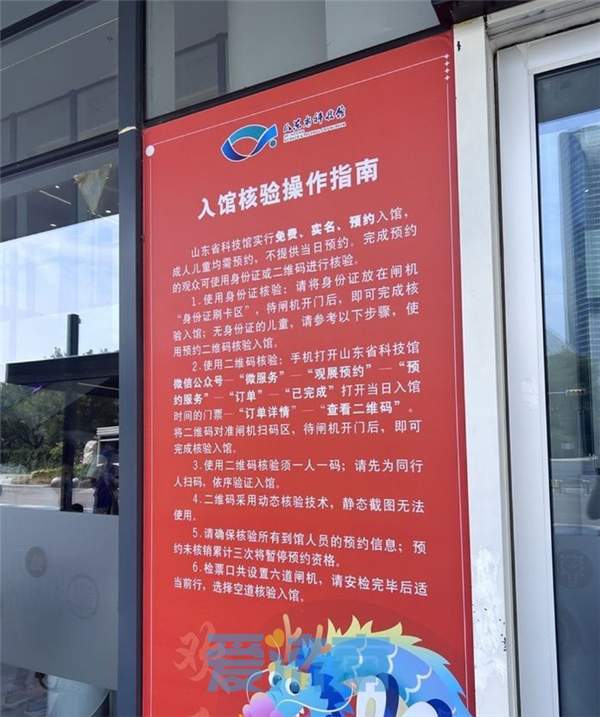 山东省科技馆
入馆核验操作指南
山东省科技馆实行免费、实名、预约入馆，
成人儿童均需预约，不提供当日预约。完成预约
的观众可使用身份证或二维码进行核验。
1.使用身份证核验：请将身份证放在闸机
“身份证刷卡区”，待闸机开门后，即可完成核
验入馆；无身份证的儿童，请参考以下步骤，使
用预约二维码核验入馆。
2.使用二维码核验：手机打开山东省科技馆
微信公众号—“微服务”—“观展预约”—“预
约服务”—“订单”—“已完成”打开当日入馆
时间的门票—“订单详情”—“查看二维码”。
将二维码对准闸机扫码区，待闸机开门后，即可
完成核验入馆。
3.使用二维码核验须一人一码；请先为同行
人扫码，依序验证入馆。
4.二维码采用动态核验技术，静态截图无法
使用。
5.请确保核验所有到馆人员的预约信息；预
约未核销累计三次将暂停预约资格。
6.检票口共设置六道闸机，请安检完毕后适
当前行，选择空道核验入馆。
欢
爱济南